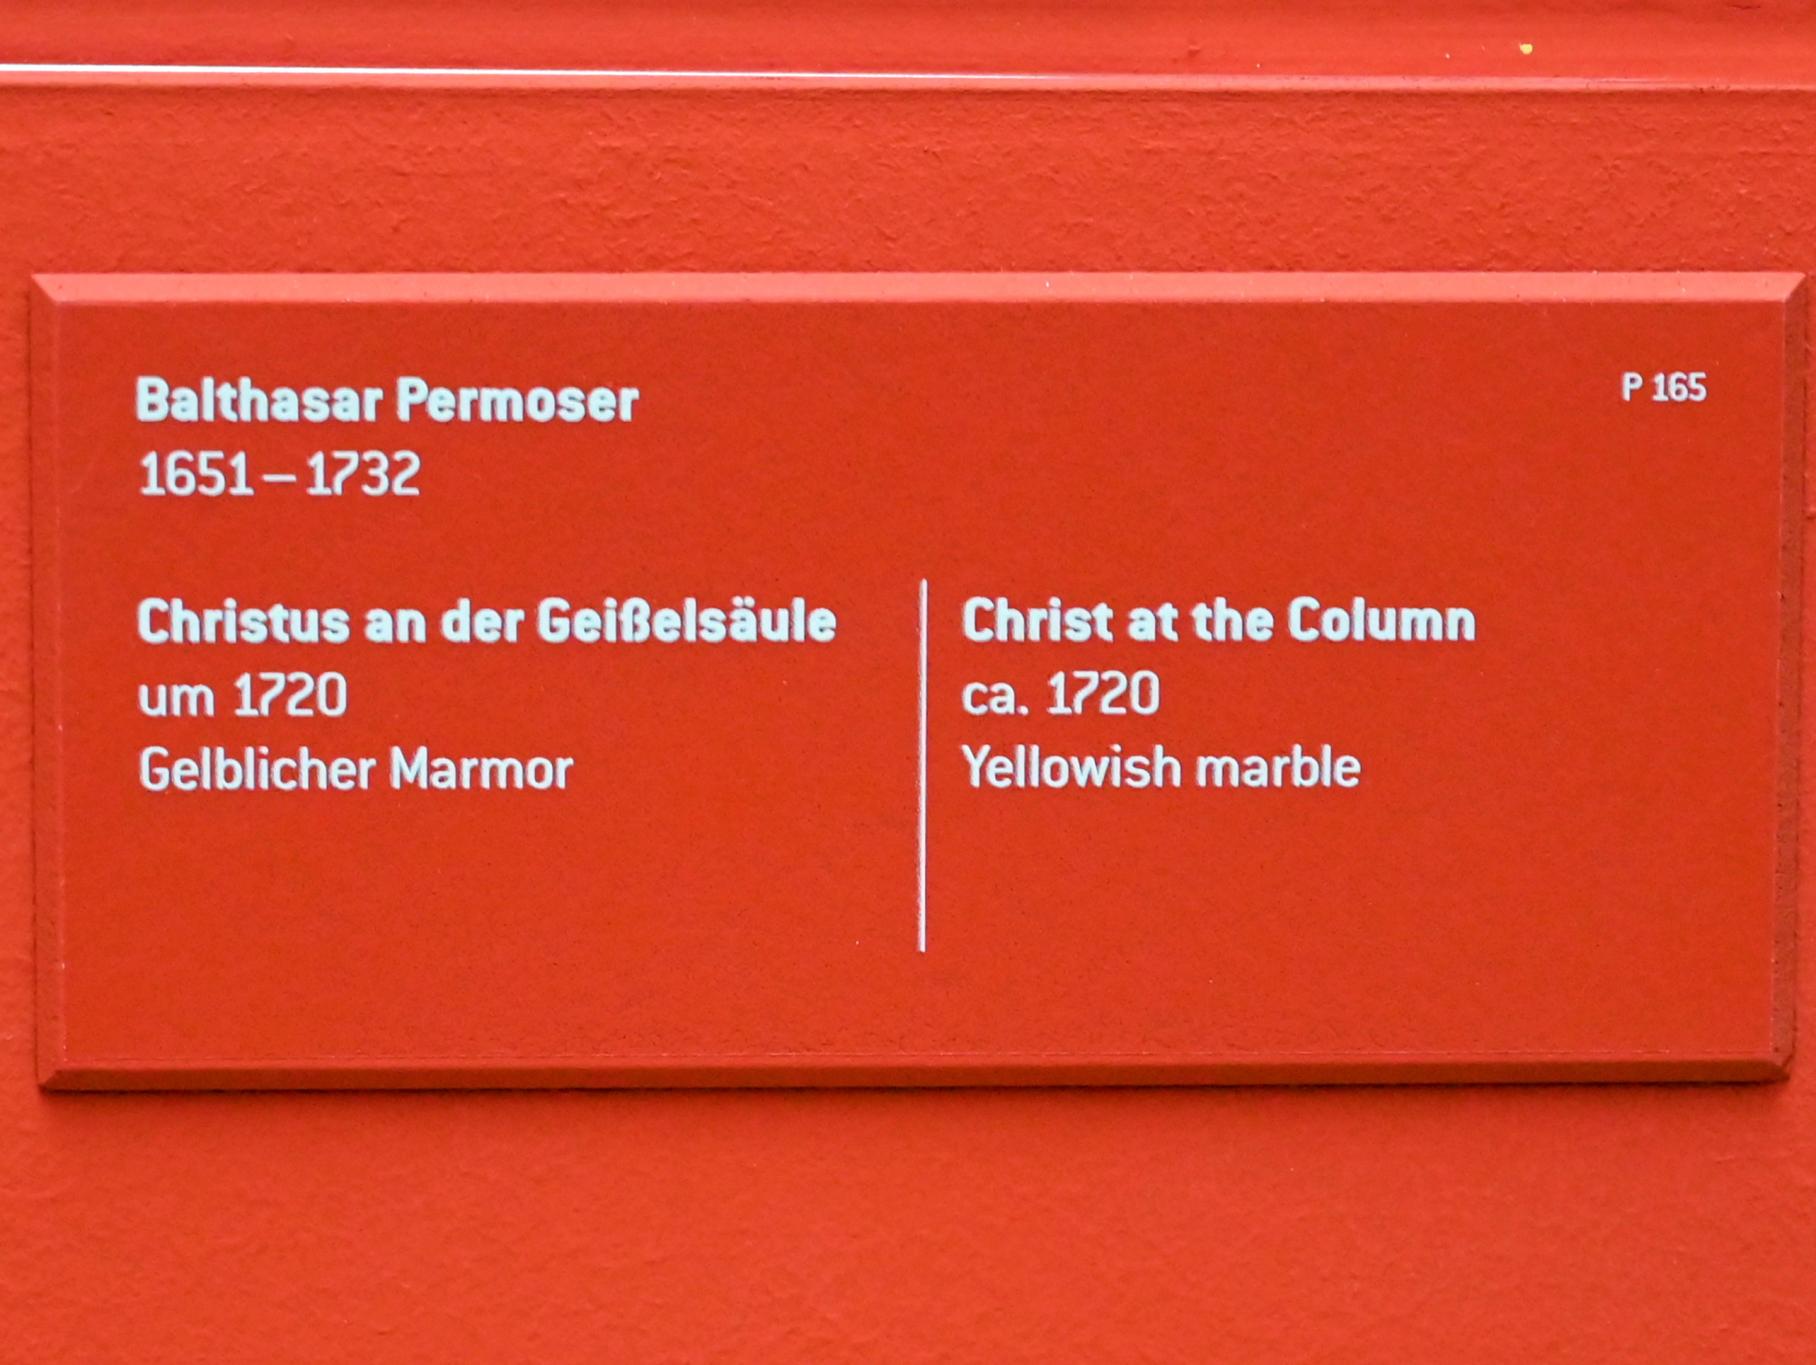 Balthasar Permoser
1651 – 1732
P 165
Christus an der Geißelsäule
um 1720
Gelblicher Marmor
Christ at the Column
ca. 1720
Yellowish marble